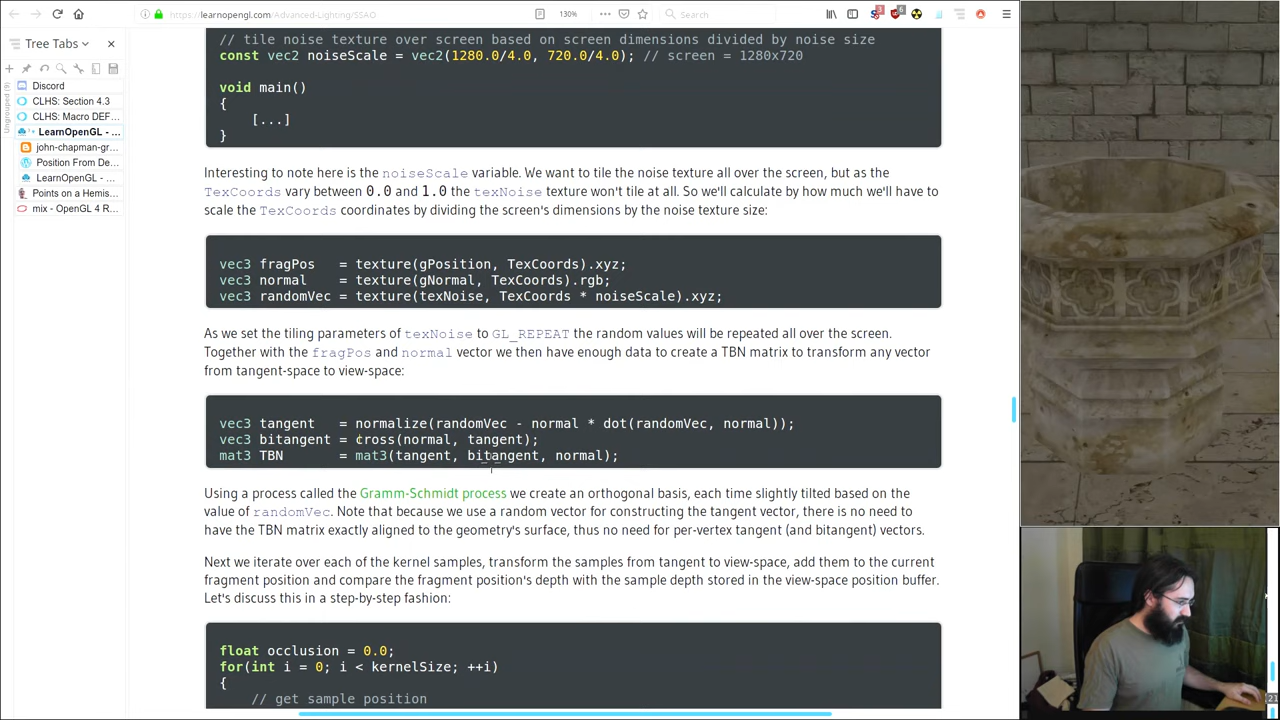 https://learnopengl.com/Advanced-Lighting/SSAO
130%
Search
3
6
Tree Tabs
Ungrouped (9)
Discord
CLHS: Section 4.3
CLHS: Macro DEF...
LearnOpenGL - ...
john-chapman-gr...
Position From De...
LearnOpenGL - ...
Points on a Hemis...
mix - OpenGL 4 R...
// tile noise texture over screen based on screen dimensions divided by noise size
const vec2 noiseScale = vec2(1280.0/4.0, 720.0/4.0); // screen = 1280x720
void main()
{
[...]
}
Interesting to note here is the noiseScale variable. We want to tile the noise texture all over the screen, but as the
TexCoords vary between 0.0 and 1.0 the texNoise texture won't tile at all. So we'll calculate by how much we'll have to
scale the TexCoords coordinates by dividing the screen's dimensions by the noise texture size:
vec3 fragPos = texture(gPosition, TexCoords).xyz;
vec3 normal = texture(gNormal, TexCoords).rgb;
vec3 randomVec = texture(texNoise, TexCoords * noiseScale).xyz;
As we set the tiling parameters of texNoise to GL_REPEAT the random values will be repeated all over the screen.
Together with the fragPos and normal vector we then have enough data to create a TBN matrix to transform any vector
from tangent-space to view-space:
vec3 tangent = normalize(randomVec - normal * dot(randomVec, normal));
vec3 bitangent = cross(normal, tangent);
mat3 TBN = mat3(tangent, bitangent, normal);
Using a process called the Gramm-Schmidt process we create an orthogonal basis, each time slightly tilted based on the
value of randomVec. Note that because we use a random vector for constructing the tangent vector, there is no need to
have the TBN matrix exactly aligned to the geometry's surface, thus no need for per-vertex tangent (and bitangent) vectors.
Next we iterate over each of the kernel samples, transform the samples from tangent to view-space, add them to the current
fragment position and compare the fragment position's depth with the sample depth stored in the view-space position buffer.
Let's discuss this in a step-by-step fashion:
float occlusion = 0.0;
for(int i = 0; i < kernelSize; ++i)
{
// get sample position